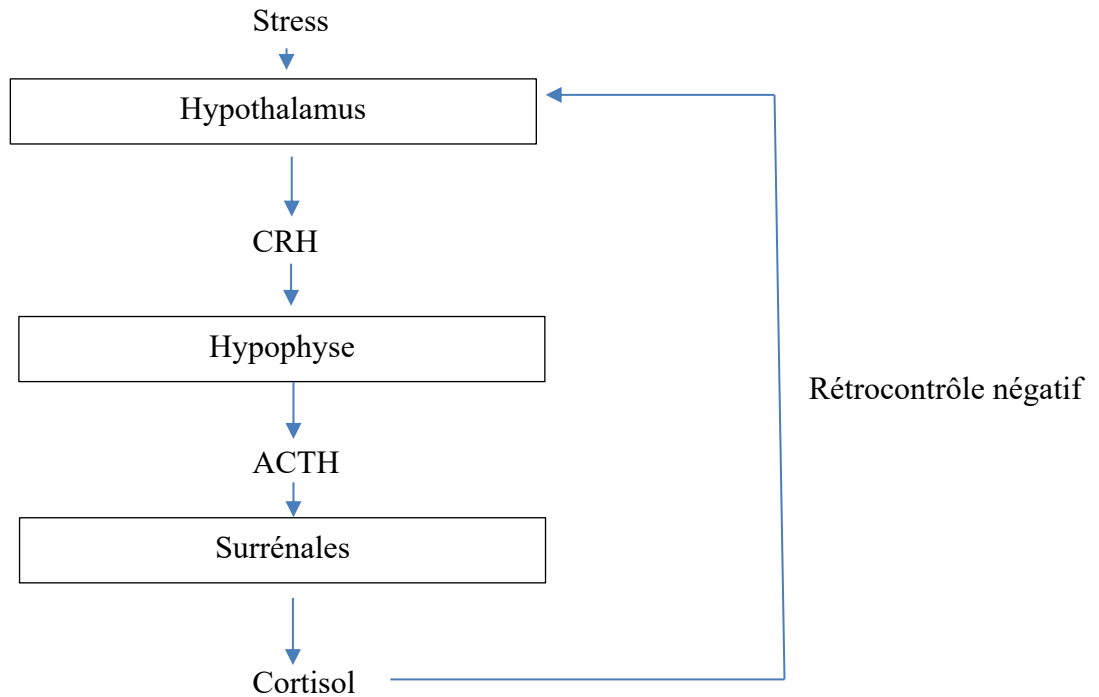 Stress
Hypothalamus
CRH
Hypophyse
Rétrocontrôle négatif
ACTH
Surrénales
Cortisol